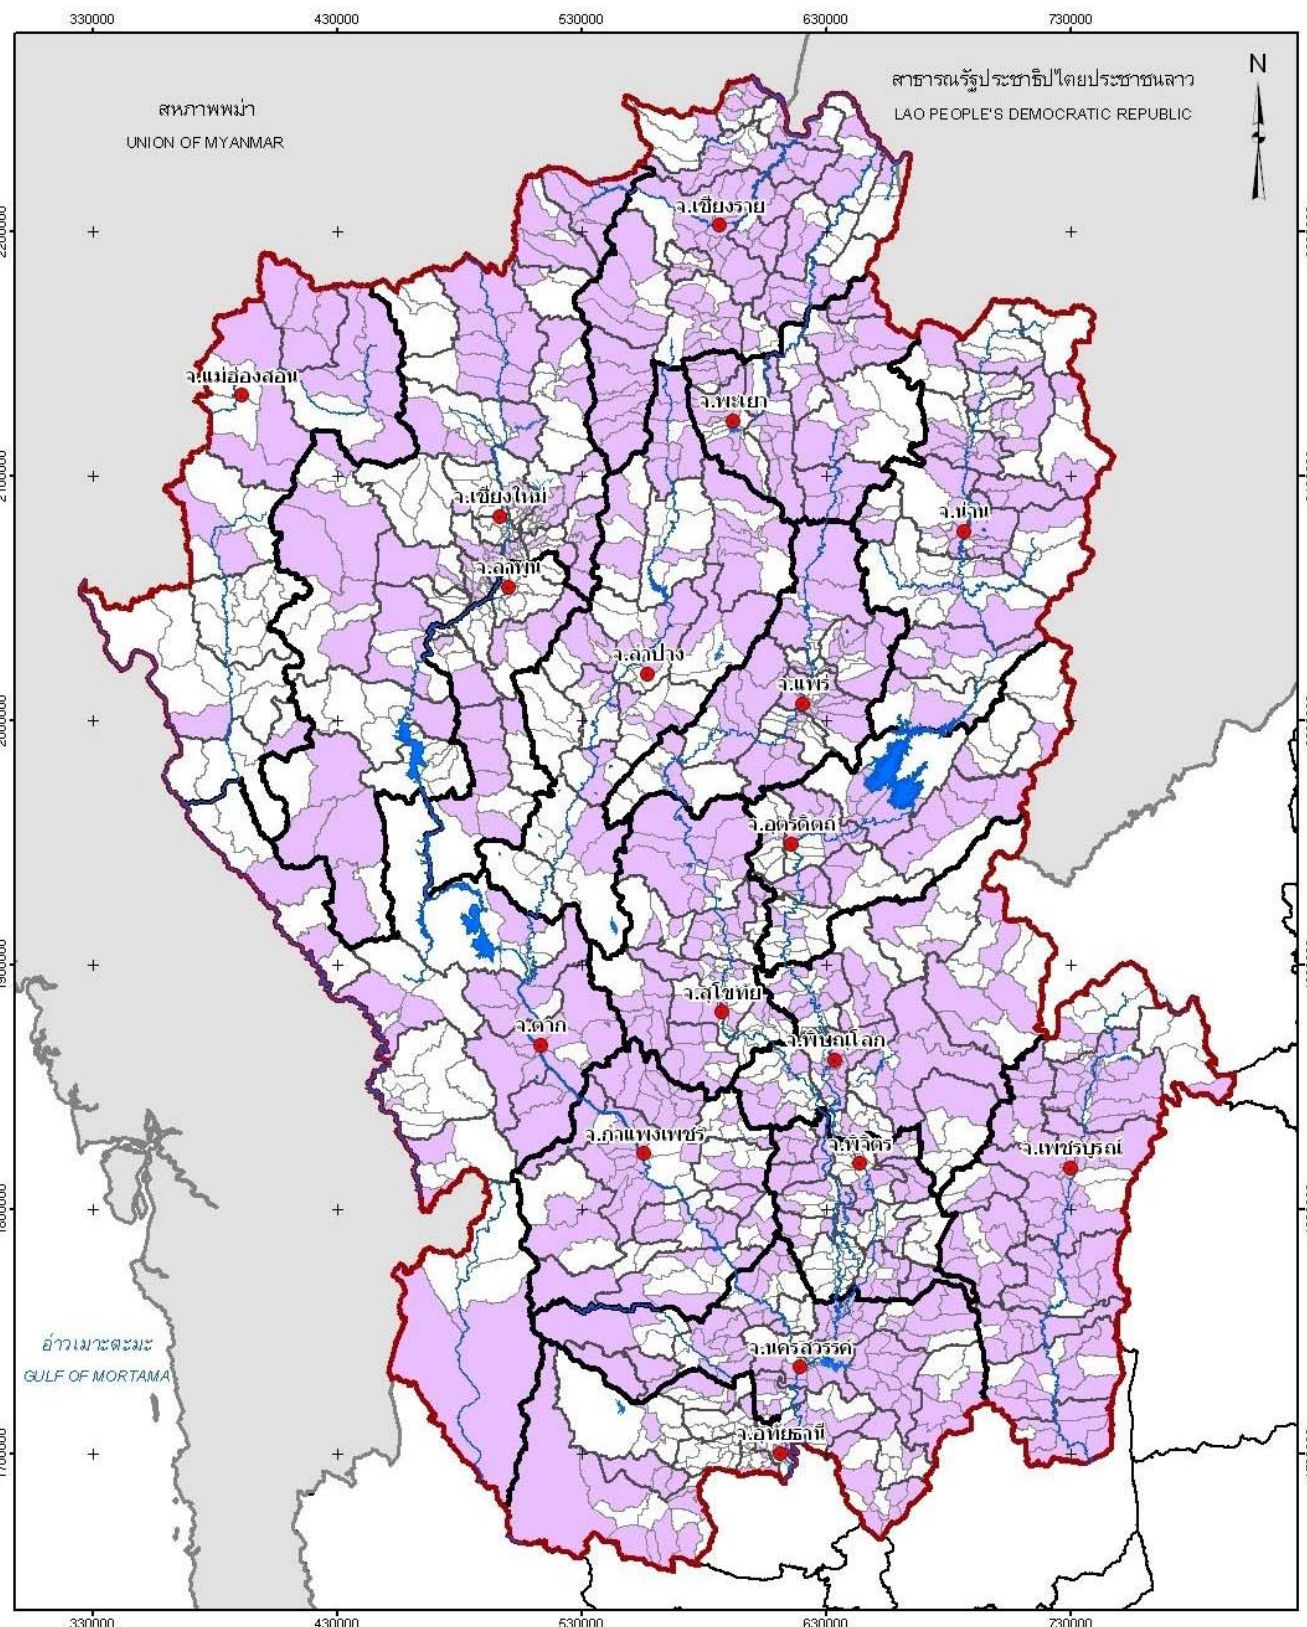 330000 430000 530000 630000 730000
N
สหภาพพม่า
UNION OF MYANMAR
สาธารณรัฐประชาธิปไตยประชาชนลาว
LAO PEOPLE'S DEMOCRATIC REPUBLIC
จ.เชียงราย
2200000
จ.แม่ฮ่องสอน
จ.พะเยา
2100000
จ.เชียงใหม่
จ.น่าน
จ.ลำพูน
จ.ลำปาง
จ.แพร่
2000000
จ.อุตรดิตถ์
1900000
จ.สุโขทัย
จ.ตาก
จ.พิษณุโลก
จ.กำแพงเพชร
จ.พิจิตร
จ.เพชรบูรณ์
1800000
อ่าวเมาะตะมะ
GULF OF MORTAMA
จ.นครสวรรค์
จ.อุทัยธานี
1700000
330000 430000 530000 630000 730000